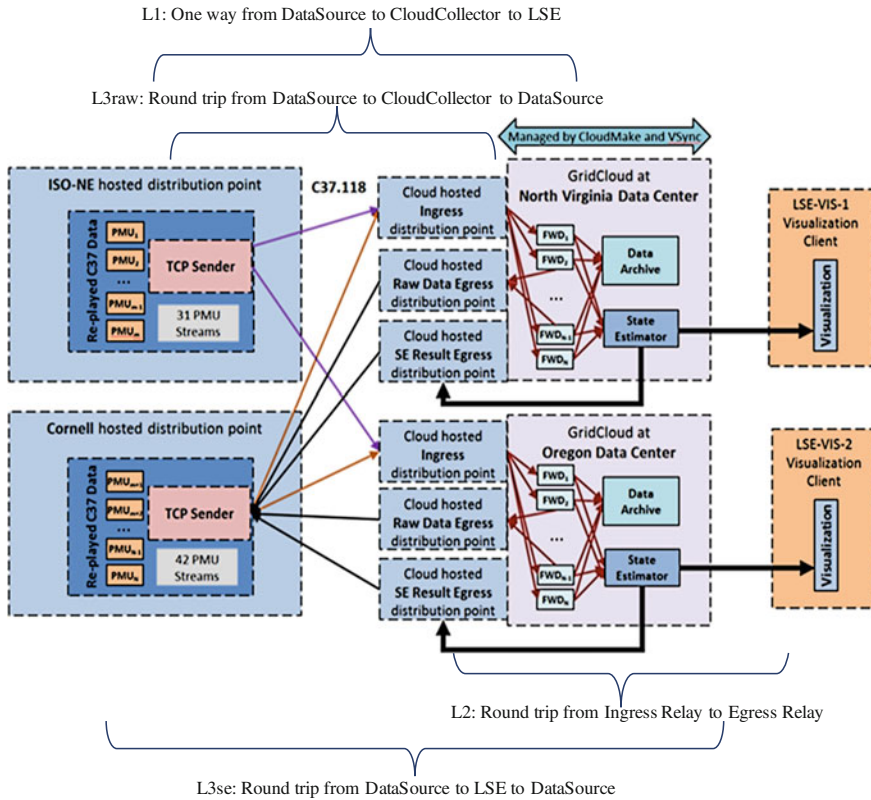 L1: One way from DataSource to CloudCollector to LSE
L3raw: Round trip from DataSource to CloudCollector to DataSource
Managed by CloudMake and VSync
ISO-NE hosted distribution point
Re-played C37 Data
PMU1
PMU2
...
PMUm-1
PMUm
TCP Sender
31 PMU
Streams
C37.118
Cloud hosted
Ingress
distribution point
Cloud hosted
Raw Data Egress
distribution point
Cloud hosted
SE Result Egress
distribution point
GridCloud at
North Virginia Data Center
FWD1
FWD2
...
FWDN-1
FWDN
Data
Archive
State
Estimator
LSE-VIS-1
Visualization
Client
Visualization
Cornell hosted distribution point
Re-played C37 Data
PMUm+1
PMUm+2
...
PMUN-1
PMUN
TCP Sender
42 PMU
Streams
Cloud hosted
Ingress
distribution point
Cloud hosted
Raw Data Egress
distribution point
Cloud hosted
SE Result Egress
distribution point
GridCloud at
Oregon Data Center
FWD1
FWD2
...
FWDN-1
FWDN
Data
Archive
State
Estimator
LSE-VIS-2
Visualization
Client
Visualization
L2: Round trip from Ingress Relay to Egress Relay
L3se: Round trip from DataSource to LSE to DataSource